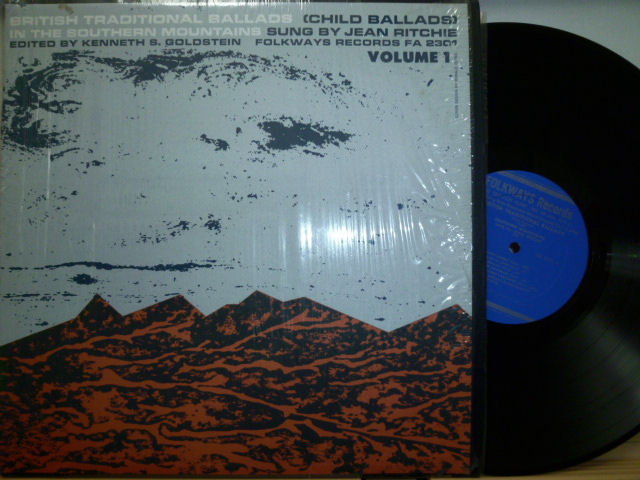 BRITISH TRADITIONAL BALLADS (CHILD BALLADS)
IN THE SOUTHERN MOUNTAINS SUNG BY JEAN RITCHIE
EDITED BY KENNETH S. GOLDSTEIN FOLKWAYS RECORDS FA 2301
VOLUME 1
FOLKWAYS Records